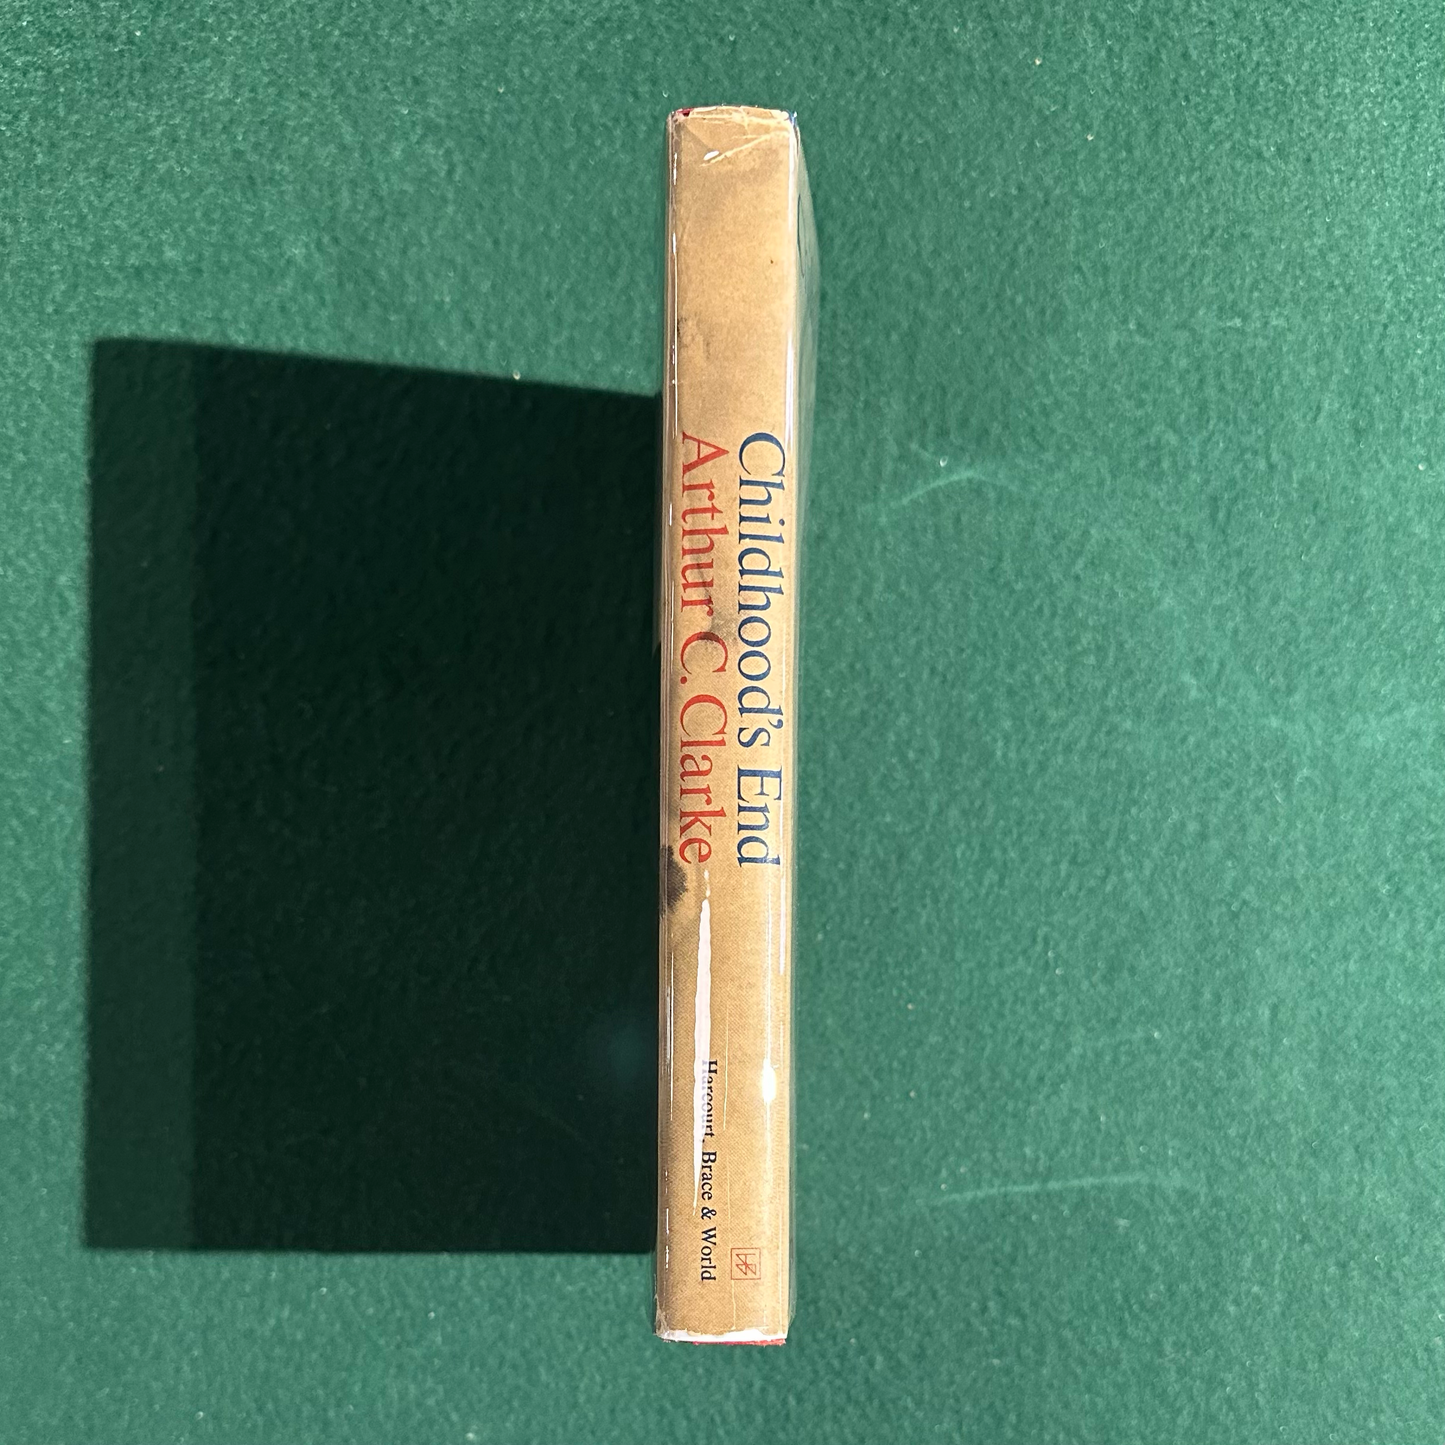 Childhood's End
Arthur C. Clarke
Harcourt, Brace & World